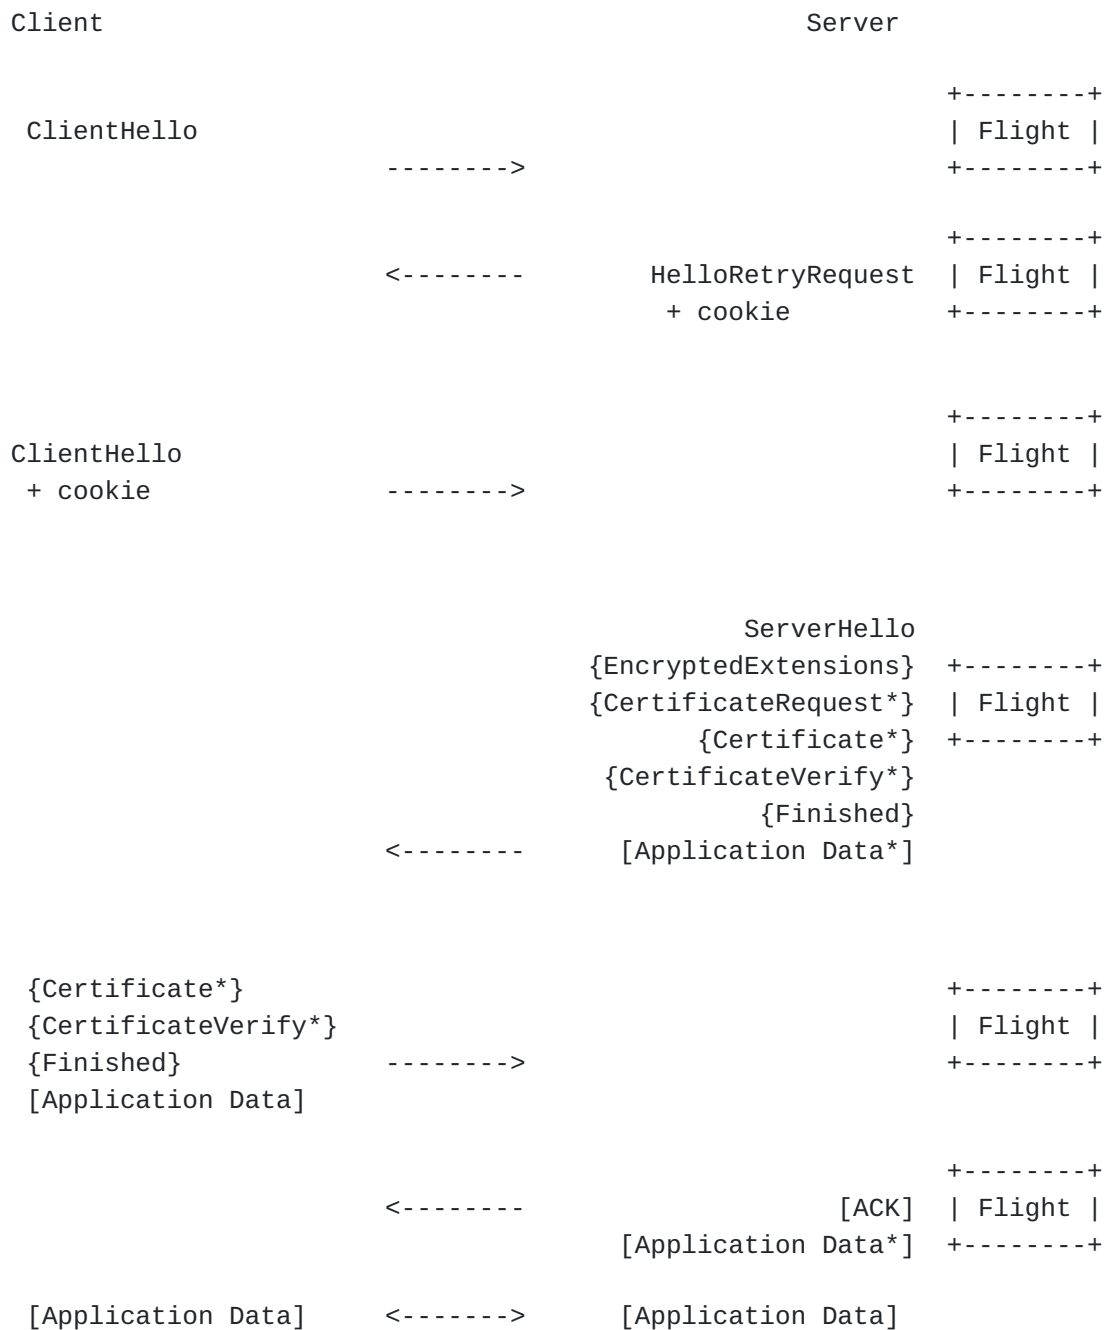 Client                                             Server

                                                            +--------+
 ClientHello                                                | Flight |
                        -------->                           +--------+

                                                            +--------+
                        <--------        HelloRetryRequest  | Flight |
                                          + cookie          +--------+

                                                            +--------+
ClientHello                                                 | Flight |
 + cookie               -------->                           +--------+

                                               ServerHello
                                     {EncryptedExtensions}  +--------+
                                     {CertificateRequest*}  | Flight |
                                            {Certificate*}  +--------+
                                      {CertificateVerify*}
                                                {Finished}
                        <--------      [Application Data*]

 {Certificate*}                                             +--------+
 {CertificateVerify*}                                       | Flight |
 {Finished}             -------->                           +--------+
 [Application Data]

                                                            +--------+
                        <--------                    [ACK]  | Flight |
                                       [Application Data*]  +--------+

 [Application Data]     <------->      [Application Data]